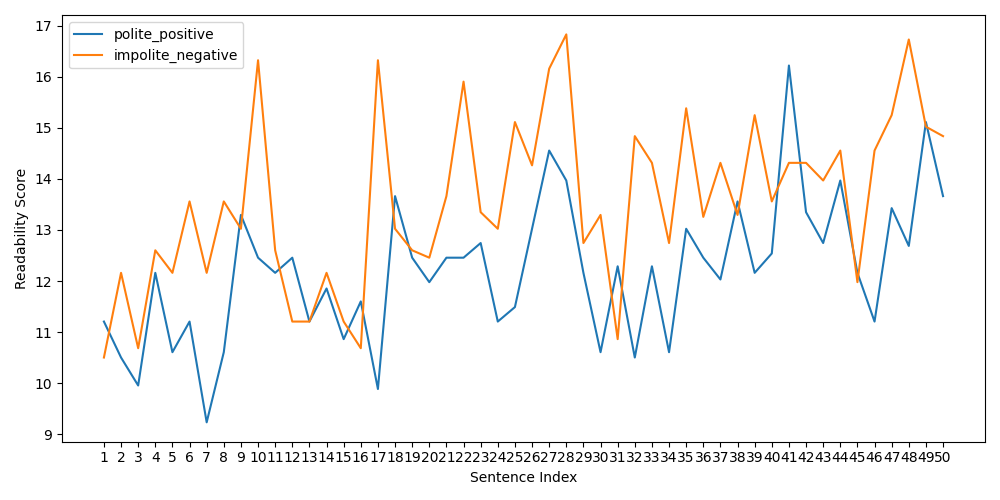 polite_positive
impolite_negative
Readability Score
17
16
15
14
13
12
11
10
9
1 2 3 4 5 6 7 8 9 10 11 12 13 14 15 16 17 18 19 20 21 22 23 24 25 26 27 28 29 30 31 32 33 34 35 36 37 38 39 40 41 42 43 44 45 46 47 48 49 50
Sentence Index